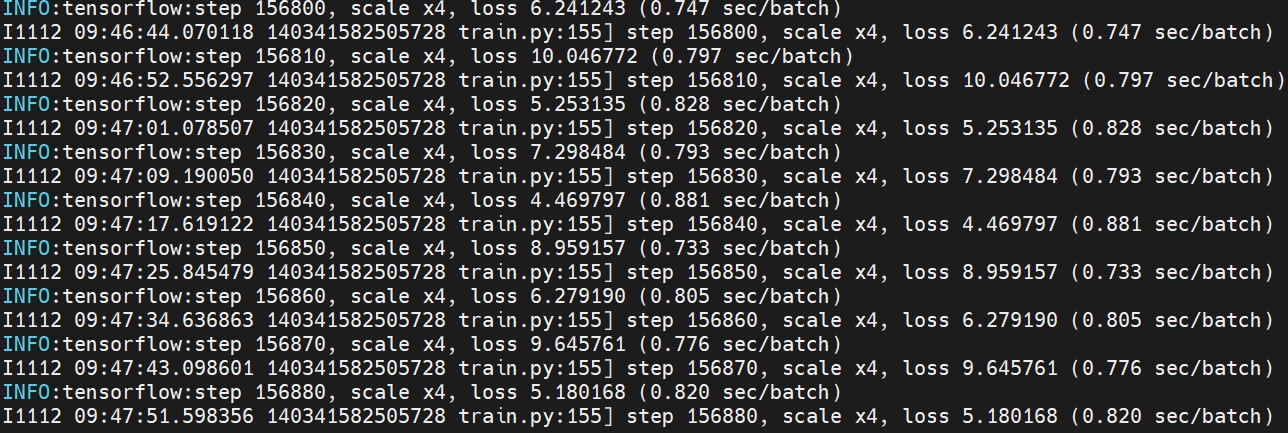 INFO:tensorflow:step 156800, scale x4, loss 6.241243 (0.747 sec/batch)
I1112 09:46:44.070118 140341582505728 train.py:155] step 156800, scale x4, loss 6.241243 (0.747 sec/batch)
INFO:tensorflow:step 156810, scale x4, loss 10.046772 (0.797 sec/batch)
I1112 09:46:52.556297 140341582505728 train.py:155] step 156810, scale x4, loss 10.046772 (0.797 sec/batch)
INFO:tensorflow:step 156820, scale x4, loss 5.253135 (0.828 sec/batch)
I1112 09:47:01.078507 140341582505728 train.py:155] step 156820, scale x4, loss 5.253135 (0.828 sec/batch)
INFO:tensorflow:step 156830, scale x4, loss 7.298484 (0.793 sec/batch)
I1112 09:47:09.190050 140341582505728 train.py:155] step 156830, scale x4, loss 7.298484 (0.793 sec/batch)
INFO:tensorflow:step 156840, scale x4, loss 4.469797 (0.881 sec/batch)
I1112 09:47:17.619122 140341582505728 train.py:155] step 156840, scale x4, loss 4.469797 (0.881 sec/batch)
INFO:tensorflow:step 156850, scale x4, loss 8.959157 (0.733 sec/batch)
I1112 09:47:25.845479 140341582505728 train.py:155] step 156850, scale x4, loss 8.959157 (0.733 sec/batch)
INFO:tensorflow:step 156860, scale x4, loss 6.279190 (0.805 sec/batch)
I1112 09:47:34.636863 140341582505728 train.py:155] step 156860, scale x4, loss 6.279190 (0.805 sec/batch)
INFO:tensorflow:step 156870, scale x4, loss 9.645761 (0.776 sec/batch)
I1112 09:47:43.098601 140341582505728 train.py:155] step 156870, scale x4, loss 9.645761 (0.776 sec/batch)
INFO:tensorflow:step 156880, scale x4, loss 5.180168 (0.820 sec/batch)
I1112 09:47:51.598356 140341582505728 train.py:155] step 156880, scale x4, loss 5.180168 (0.820 sec/batch)